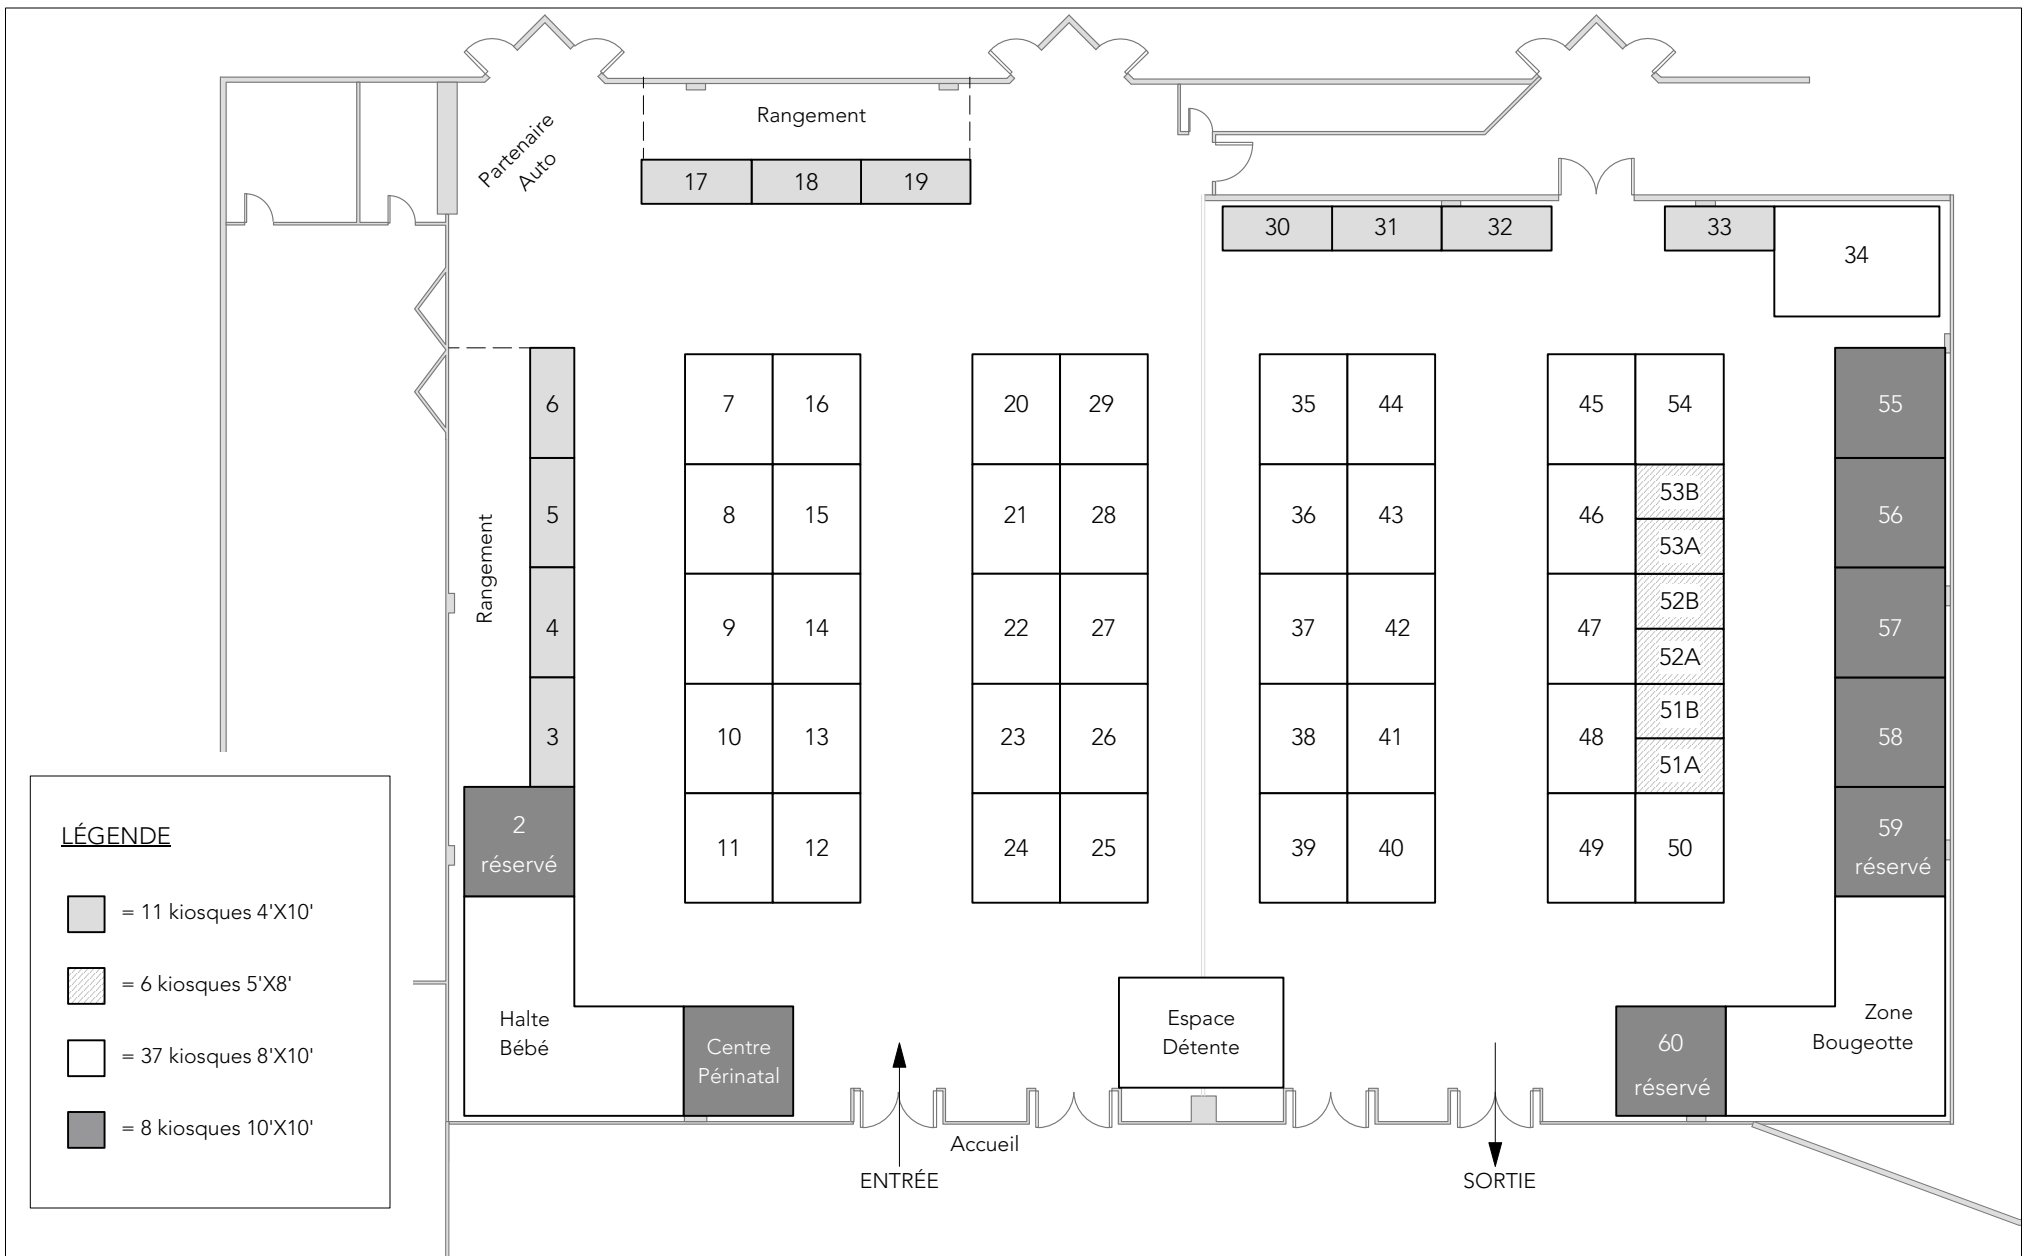 Partenaire
Auto
Rangement
17 18 19
30 31 32 33
34
6 7 16 20 29 35 44 45 54 55
53B
5 8 15 21 28 36 43 46 56
53A
Rangement
52B
4 9 14 22 27 37 42 47 57
52A
51B
3 10 13 23 26 38 41 48 58
51A
2
réservé
11 12 24 25 39 40 49 50
59
réservé
LÉGENDE
= 11 kiosques 4'X10'
= 6 kiosques 5'X8'
= 37 kiosques 8'X10'
= 8 kiosques 10'X10'
Halte
Bébé
Centre
Périnatal
Espace
Détente
60
réservé
Zone
Bougeotte
Accueil
ENTRÉE
SORTIE